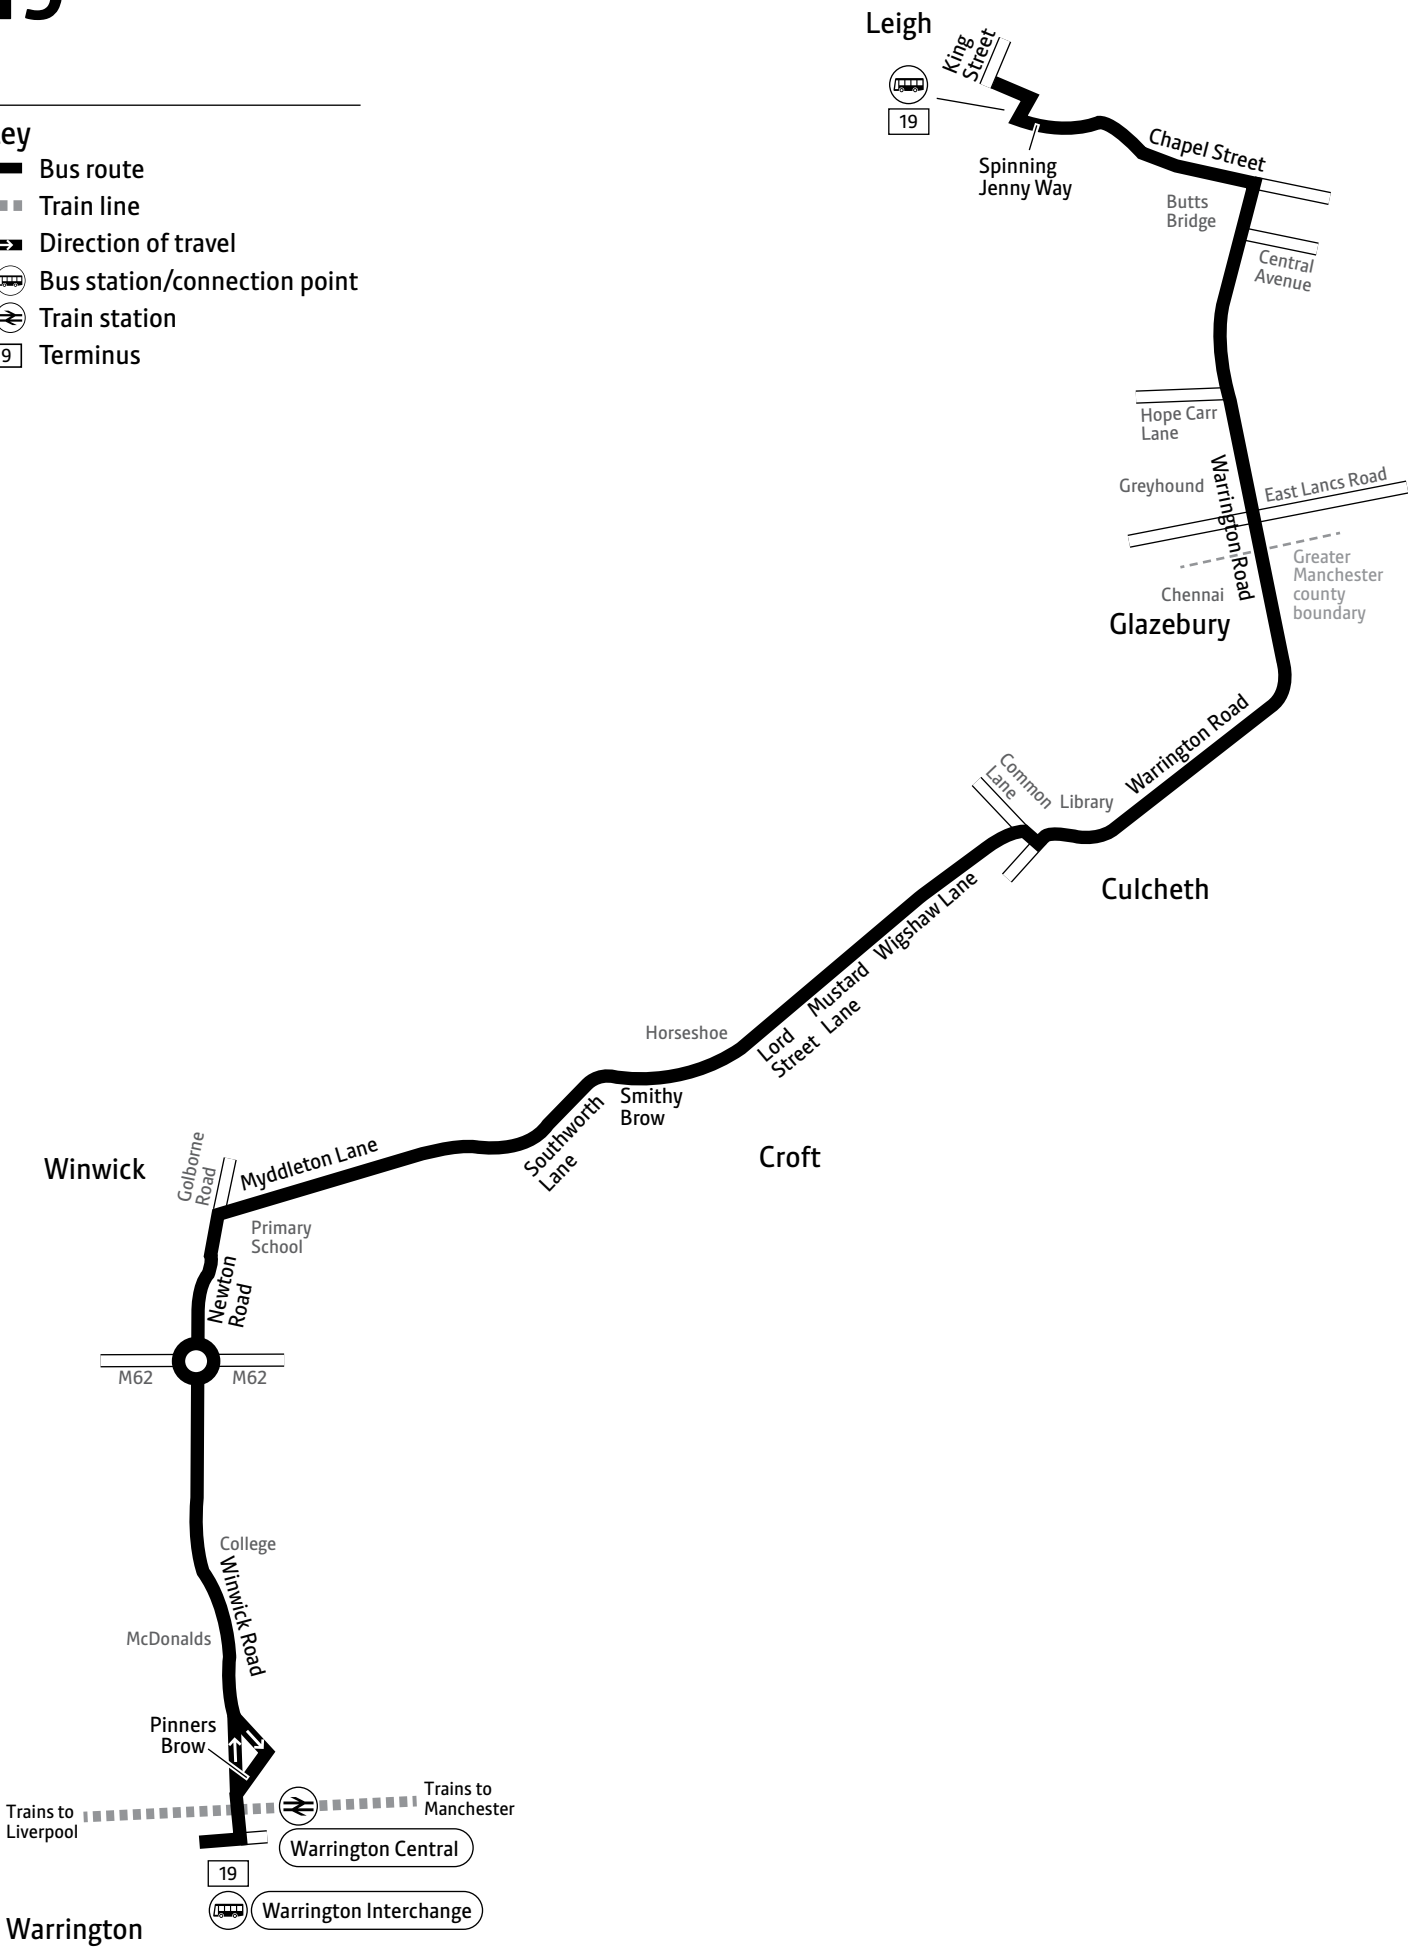 19
ey
Bus route
Train line
Direction of travel
Bus station/connection point
Train station
9 Terminus
Leigh
King
Street
19
Spinning
Jenny Way
Chapel Street
Butts
Bridge
Central
Avenue
Hope Carr
Lane
Greyhound
Warrington Road
East Lancs Road
Greater
Manchester
county
boundary
Chennai
Glazebury
Warrington Road
Common
Lane
Library
Culcheth
Wigshaw Lane
Mustard
Lane
Lord
Street
Horseshoe
Smithy
Brow
Southworth
Lane
Croft
Winwick
Golborne
Road
Myddleton Lane
Primary
School
Newton
Road
M62
M62
College
Winwick Road
McDonalds
Pinners
Brow
Trains to
Liverpool
Trains to
Manchester
Warrington Central
19
Warrington Interchange
Warrington